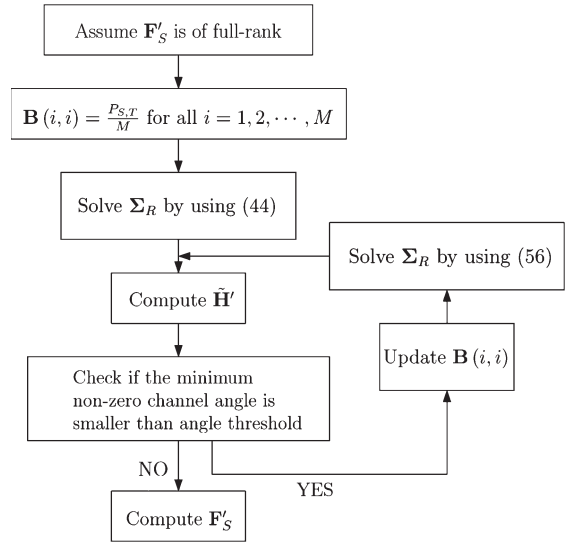 Assume F′_S is of full-rank
B (i, i) = P_{S,T}/M for all i = 1, 2, ⋯ , M
Solve Σ_R by using (44)
Solve Σ_R by using (56)
Compute H̃′
Update B (i, i)
Check if the minimum
non-zero channel angle is
smaller than angle threshold
NO
YES
Compute F′_S